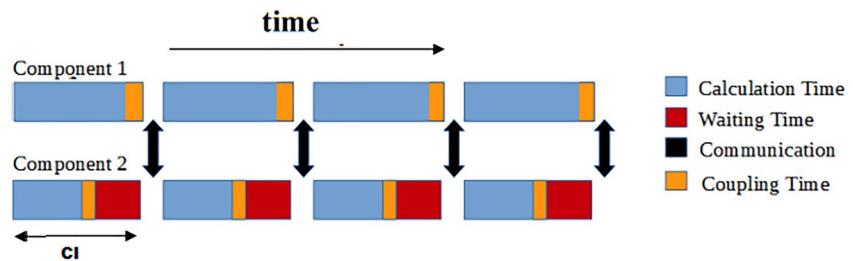 time
Component 1
Component 2
CI
Calculation Time
Waiting Time
Communication
Coupling Time